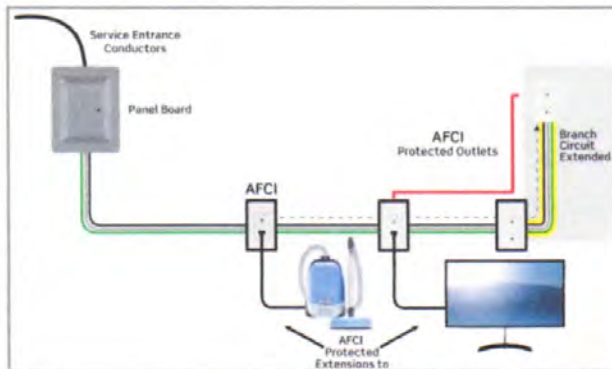 Service Entrance
Conductors
Panel Board
AFCI
Protected Outlets
Branch
Circuit
Extended
AFCI
AFCI
Protected
Extensions to